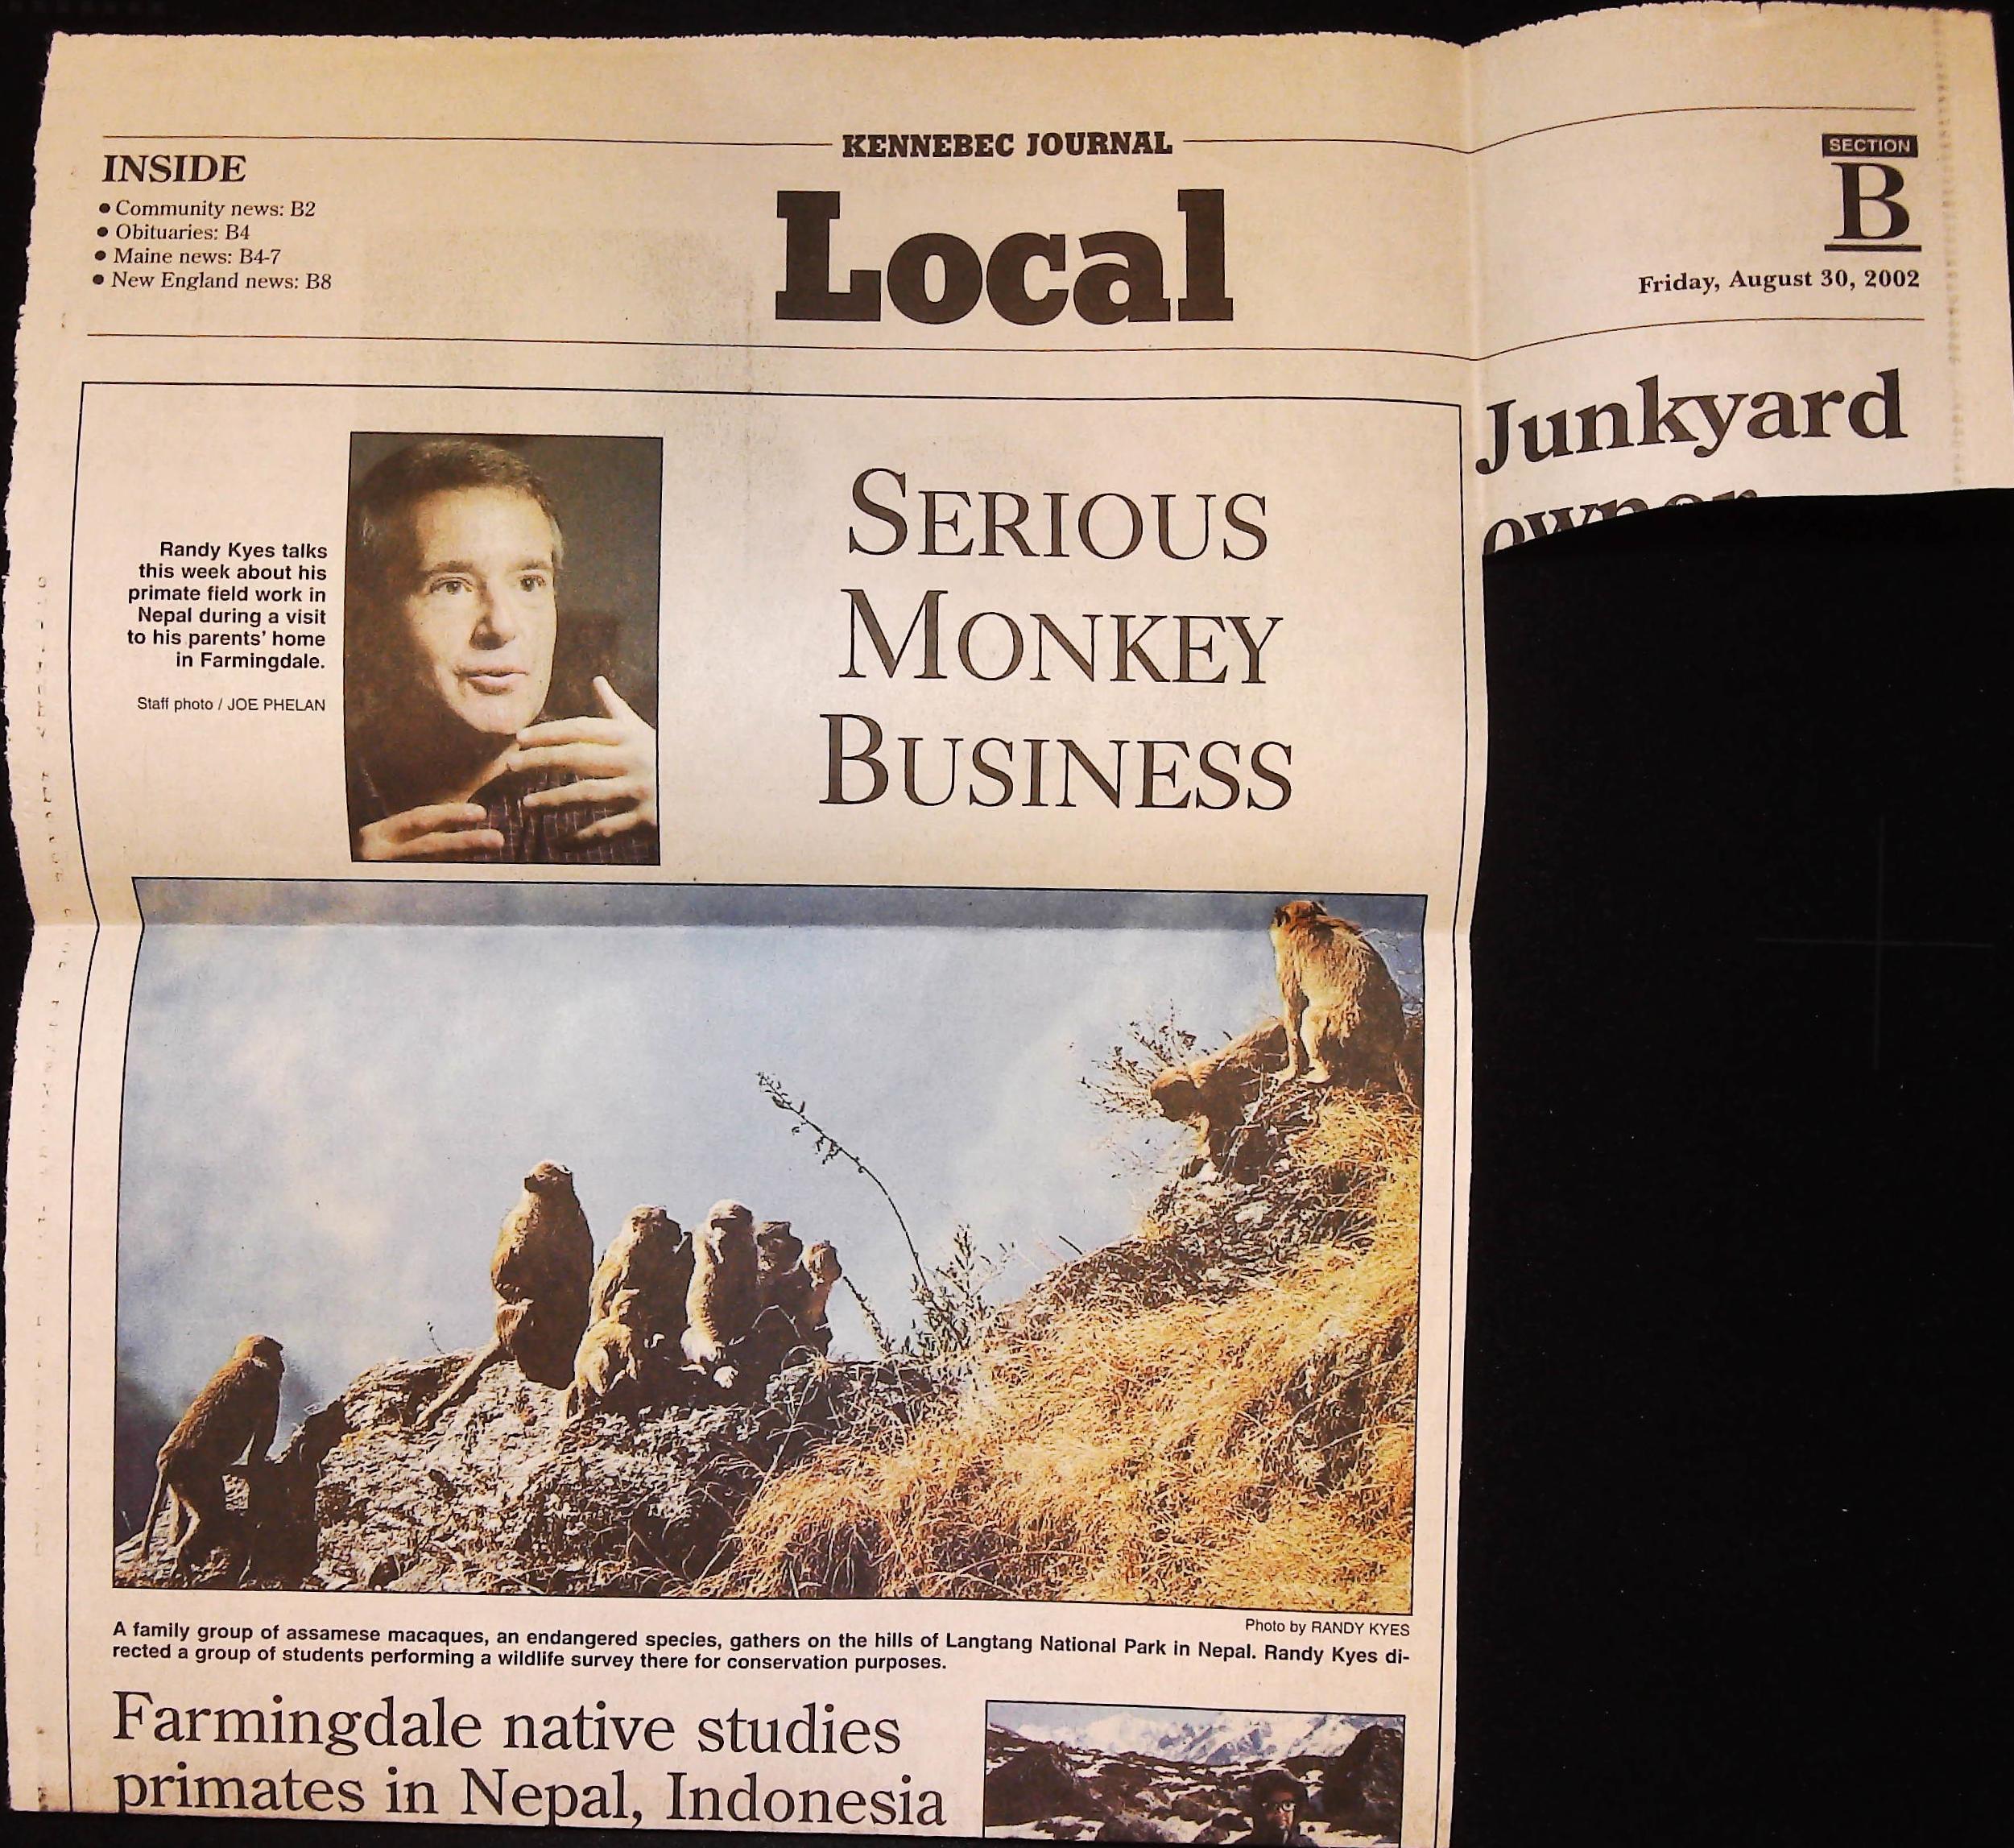 KENNEBEC JOURNAL
Local
INSIDE
• Community news: B2
• Obituaries: B4
• Maine news: B4-7
• New England news: B8
SECTION
B
Friday, August 30, 2002
SERIOUS
MONKEY
BUSINESS
Randy Kyes talks
this week about his
primate field work in
Nepal during a visit
to his parents' home
in Farmingdale.
Staff photo / JOE PHELAN
Junkyard
owner
Photo by RANDY KYES
A family group of assamese macaques, an endangered species, gathers on the hills of Langtang National Park in Nepal. Randy Kyes di-
rected a group of students performing a wildlife survey there for conservation purposes.
Farmingdale native studies
primates in Nepal, Indonesia